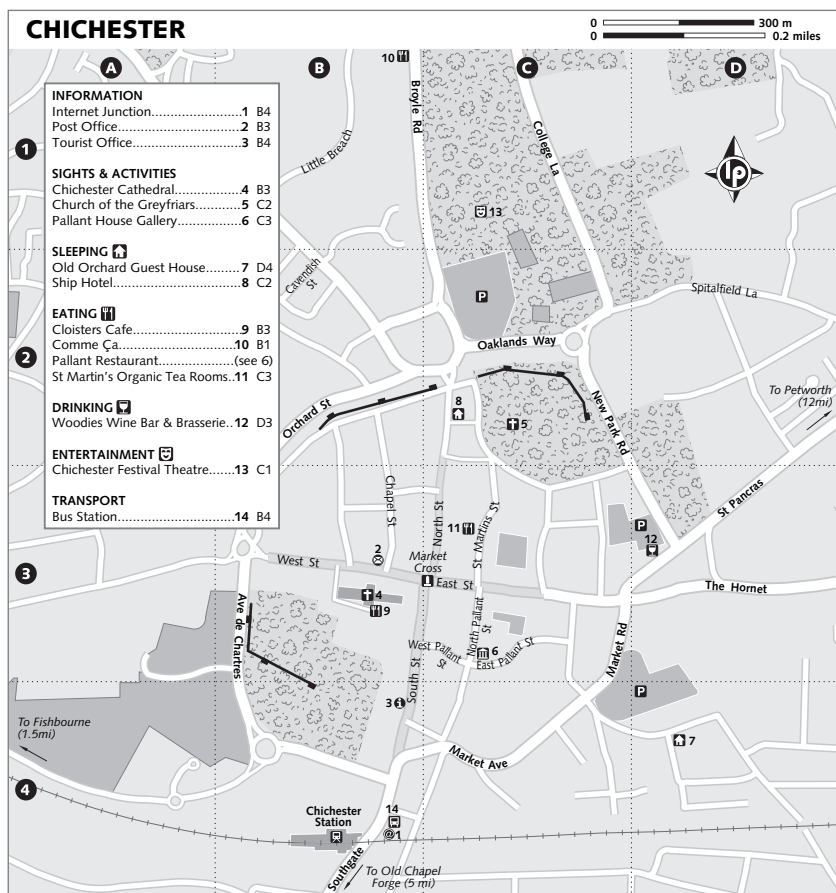 CHICHESTER
0 300 m
0 0.2 miles
A
B
C
D
1
2
3
4
INFORMATION
Internet Junction..............................1 B4
Post Office......................................2 B3
Tourist Office..................................3 B4
SIGHTS & ACTIVITIES
Chichester Cathedral.......................4 B3
Church of the Greyfriars..................5 C2
Pallant House Gallery......................6 C3
SLEEPING
Old Orchard Guest House................7 D4
Ship Hotel......................................8 C2
EATING
Cloisters Cafe.................................9 B3
Comme Ça....................................10 B1
Pallant Restaurant....................(see 6)
St Martin's Organic Tea Rooms..11 C3
DRINKING
Woodies Wine Bar & Brasserie..12 D3
ENTERTAINMENT
Chichester Festival Theatre.......13 C1
TRANSPORT
Bus Station...................................14 B4
10
Broyle Rd
College La
Little Breach
lp
13
Cavendish
St
P
Spitalfield La
Oaklands Way
To Petworth
(12mi)
Orchard St
8
5
New Park Rd
Chapel St
North St
St Martins St
11
P
12
St Pancras
2
Market
Cross
West St
East St
The Hornet
4
9
Ave de Chartres
North Pallant
St
West Pallant
St
6
East Pallant St
Market Rd
South St
3
i
P
To Fishbourne
(1.5mi)
Market Ave
7
Chichester
Station
14
@
1
Southgate
To Old Chapel
Forge (5 mi)